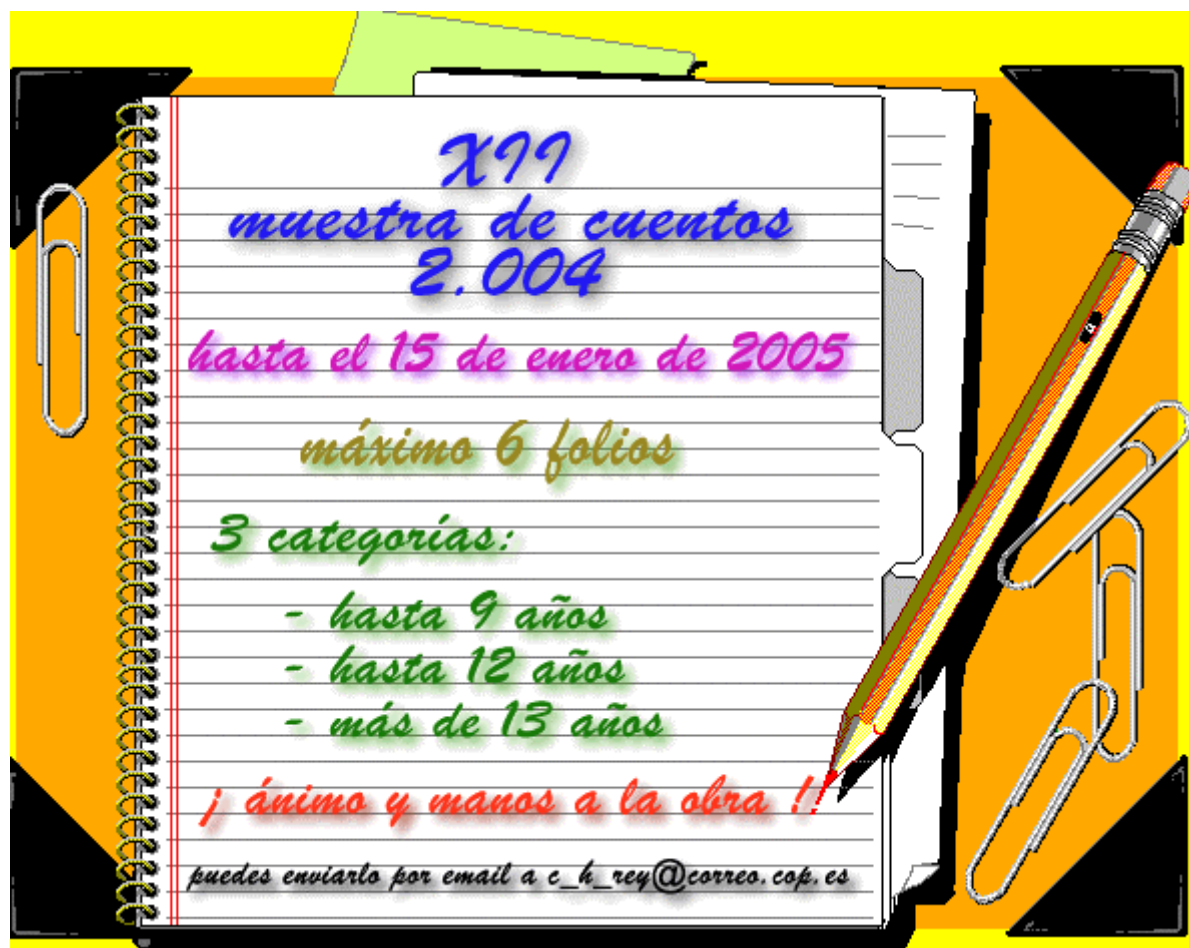 XII
muestra de cuentos
2.004
hasta el 15 de enero de 2005
máximo 6 folios
3 categorías:
- hasta 9 años
- hasta 12 años
- más de 13 años
¡ ánimo y manos a la obra !
puedes enviarlo por email a c_h_rey@correo.cop.es